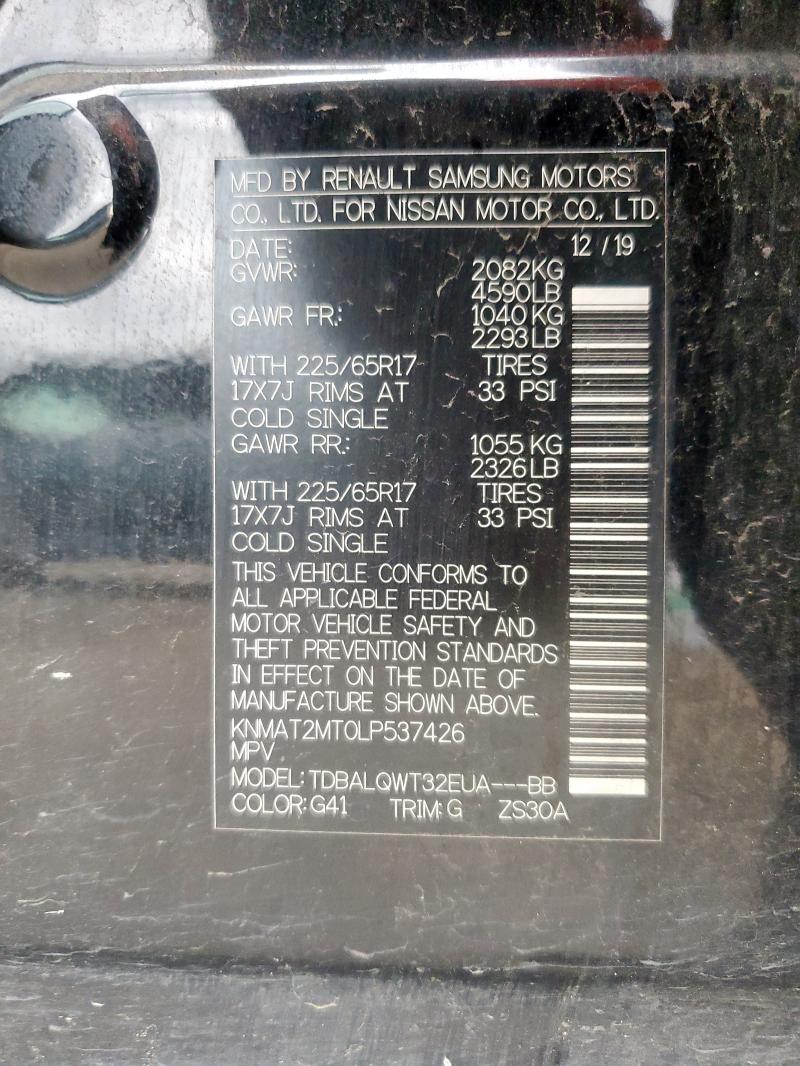 MFD BY RENAULT SAMSUNG MOTORS
CO., LTD. FOR NISSAN MOTOR CO., LTD.
DATE: 12 / 19
GVWR: 2082KG
4590LB
GAWR FR.: 1040KG
2293LB
WITH 225/65R17 TIRES
17X7J RIMS AT 33 PSI
COLD SINGLE
GAWR RR.: 1055KG
2326LB
WITH 225/65R17 TIRES
17X7J RIMS AT 33 PSI
COLD SINGLE
THIS VEHICLE CONFORMS TO
ALL APPLICABLE FEDERAL
MOTOR VEHICLE SAFETY AND
THEFT PREVENTION STANDARDS
IN EFFECT ON THE DATE OF
MANUFACTURE SHOWN ABOVE.
KNMAT2MT0LP537426
MPV
MODEL: TDBALQWT32EUA---BB
COLOR: G41 TRIM: G ZS30A